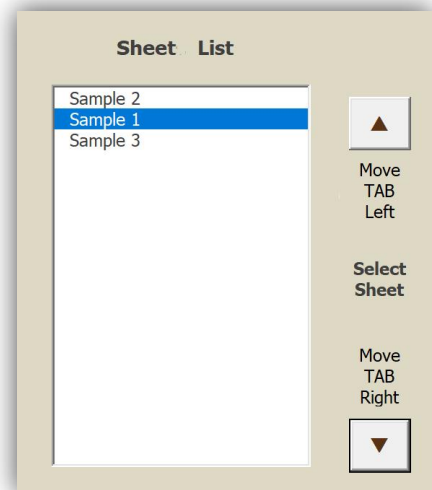 Sheet List
Sample 2
Sample 1
Sample 3
Move
TAB
Left
Select
Sheet
Move
TAB
Right